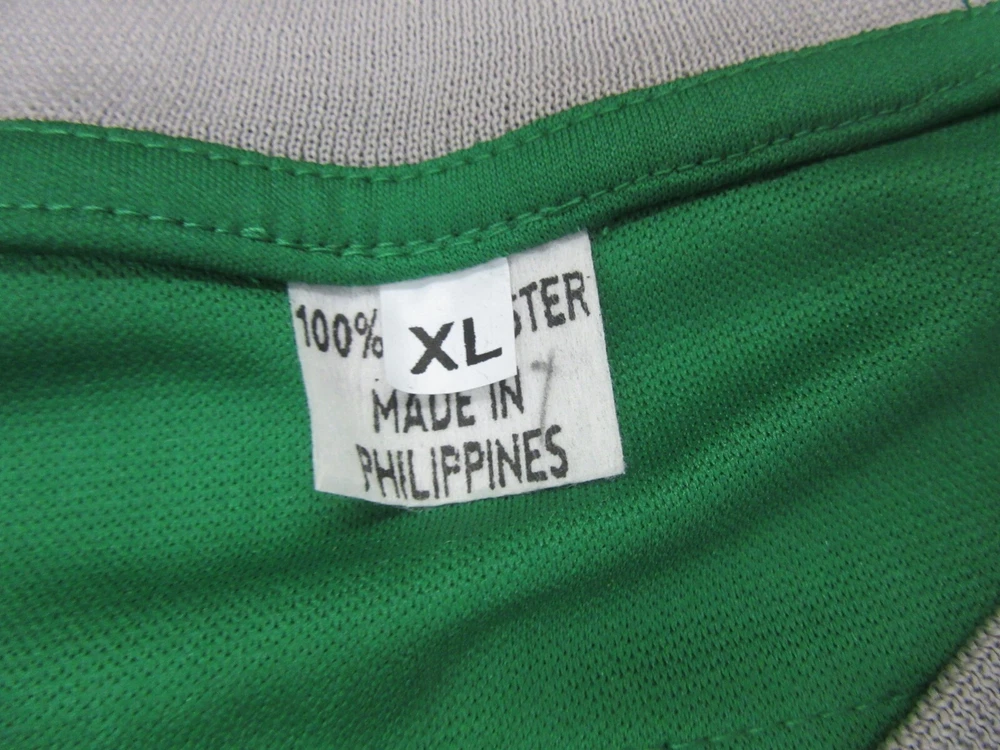 100% STER
XL
MADE IN
PHILIPPINES